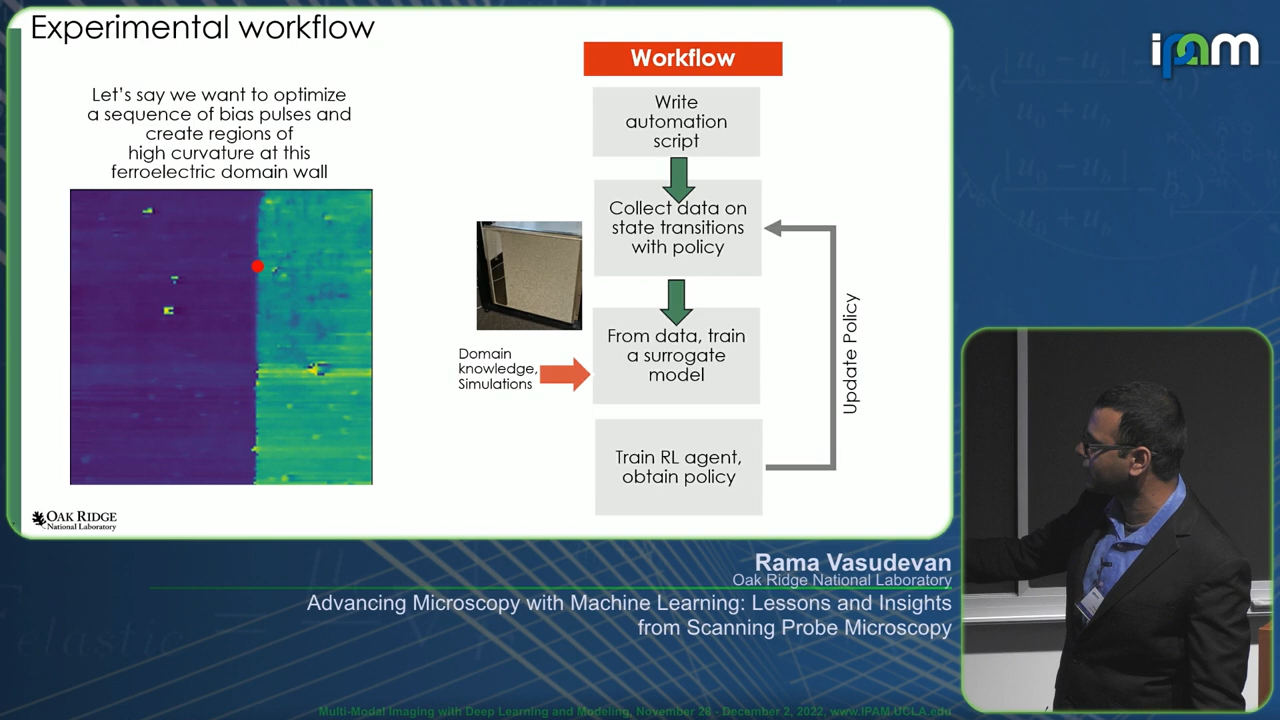 Experimental workflow
Let's say we want to optimize
a sequence of bias pulses and
create regions of
high curvature at this
ferroelectric domain wall
Workflow
Write
automation
script
Collect data on
state transitions
with policy
From data, train
a surrogate
model
Domain
knowledge,
Simulations
Train RL agent,
obtain policy
Update Policy
OAK RIDGE
National Laboratory
ipam
Rama Vasudevan
Oak Ridge National Laboratory
Advancing Microscopy with Machine Learning: Lessons and Insights
from Scanning Probe Microscopy
Multi-Modal Imaging with Deep Learning and Modeling, November 28 - December 2, 2022, www.IPAM.UCLA.edu
elastic